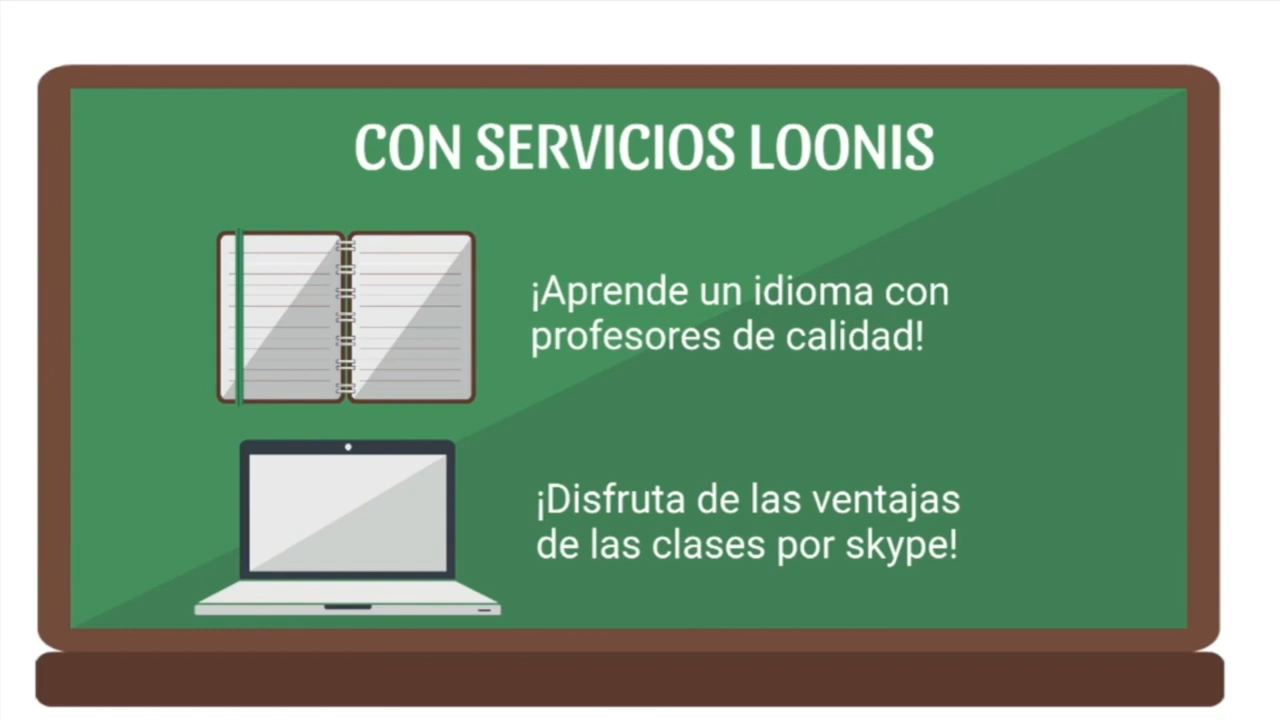 CON SERVICIOS LOONIS
¡Aprende un idioma con
profesores de calidad!
¡Disfruta de las ventajas
de las clases por skype!